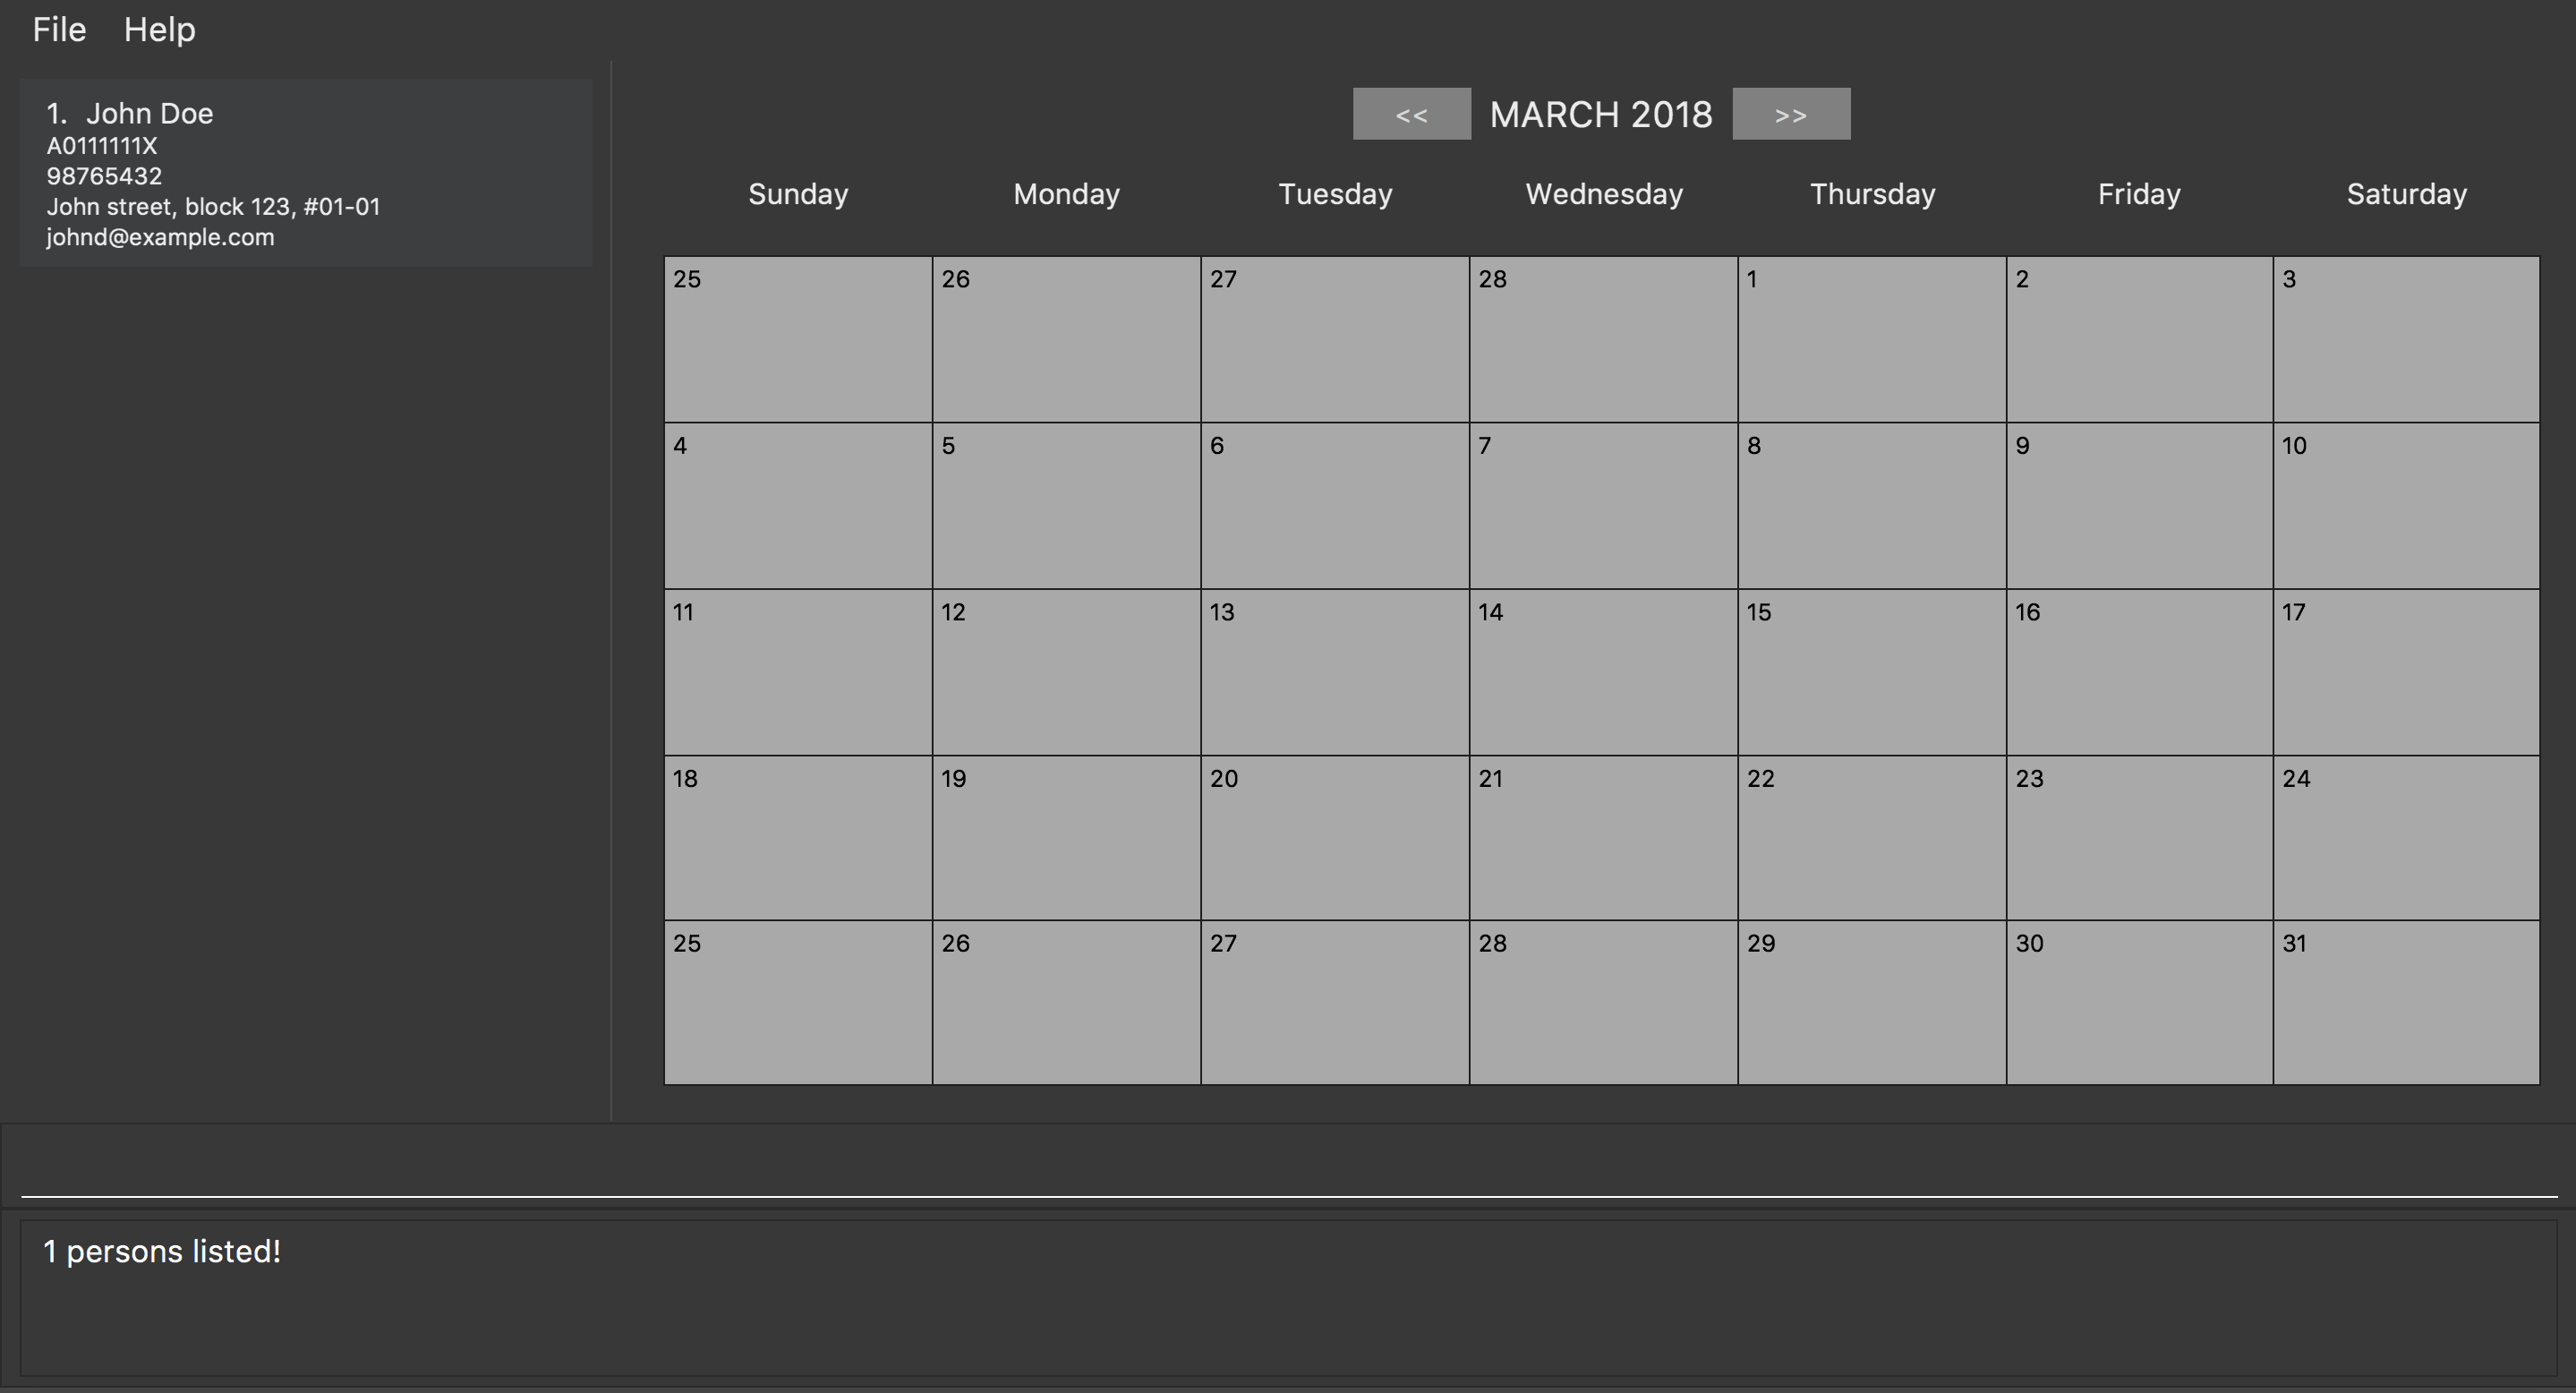 File Help
1. John Doe
A0111111X
98765432
John street, block 123, #01-01
johnd@example.com
<< MARCH 2018 >>
Sunday Monday Tuesday Wednesday Thursday Friday Saturday
25 26 27 28 1 2 3
4 5 6 7 8 9 10
11 12 13 14 15 16 17
18 19 20 21 22 23 24
25 26 27 28 29 30 31
1 persons listed!